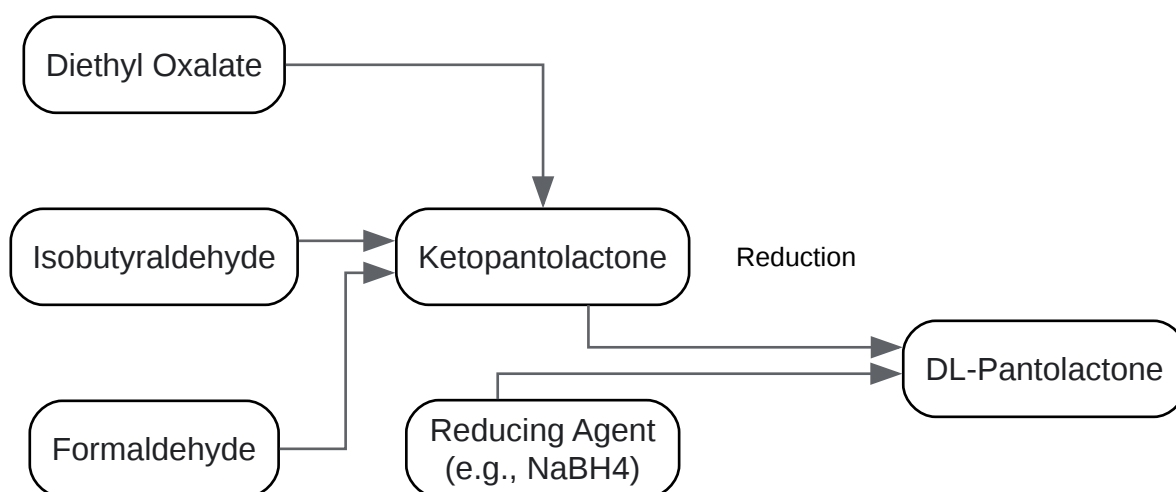 Diethyl Oxalate
Isobutyraldehyde
Ketopantolactone
Reduction
DL-Pantolactone
Formaldehyde
Reducing Agent
(e.g., NaBH4)